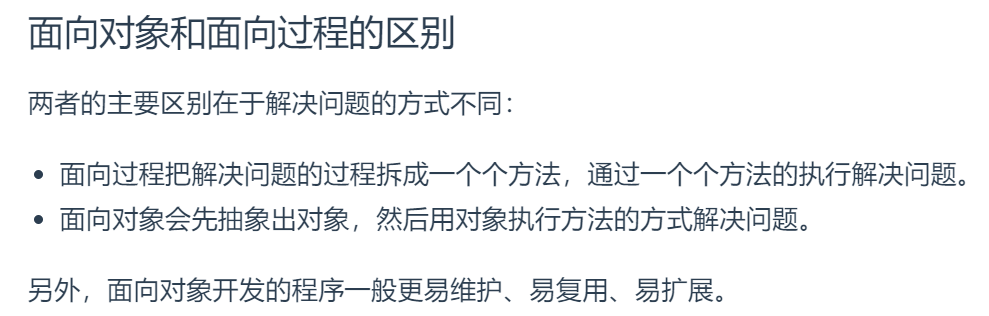 面向对象和面向过程的区别
两者的主要区别在于解决问题的方式不同：
• 面向过程把解决问题的过程拆成一个个方法，通过一个个方法的执行解决问题。
• 面向对象会先抽象出对象，然后用对象执行方法的方式解决问题。
另外，面向对象开发的程序一般更易维护、易复用、易扩展。